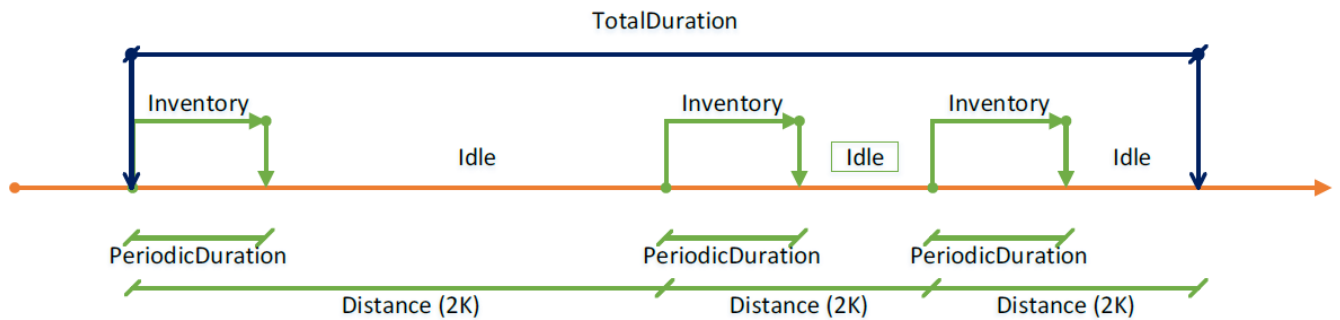 TotalDuration
Inventory Inventory Inventory
Idle Idle Idle
PeriodicDuration PeriodicDuration PeriodicDuration
Distance (2K) Distance (2K) Distance (2K)